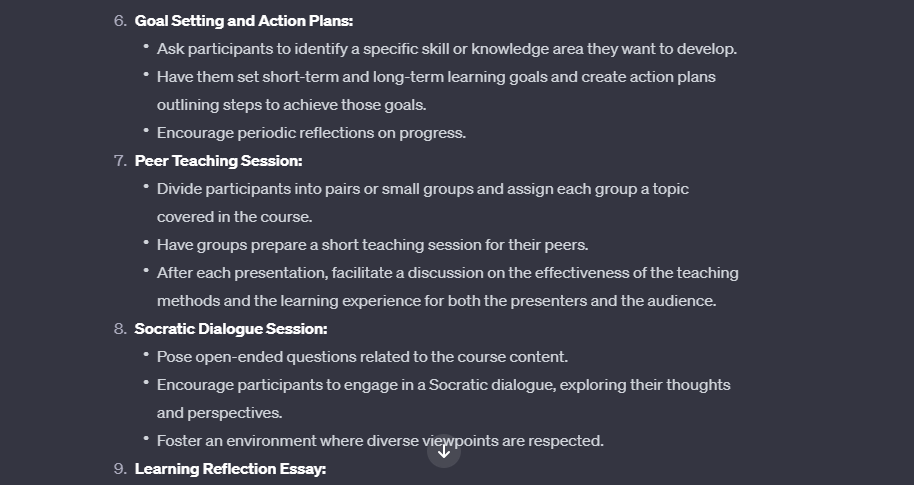 6. Goal Setting and Action Plans:
• Ask participants to identify a specific skill or knowledge area they want to develop.
• Have them set short-term and long-term learning goals and create action plans
outlining steps to achieve those goals.
• Encourage periodic reflections on progress.
7. Peer Teaching Session:
• Divide participants into pairs or small groups and assign each group a topic
covered in the course.
• Have groups prepare a short teaching session for their peers.
• After each presentation, facilitate a discussion on the effectiveness of the teaching
methods and the learning experience for both the presenters and the audience.
8. Socratic Dialogue Session:
• Pose open-ended questions related to the course content.
• Encourage participants to engage in a Socratic dialogue, exploring their thoughts
and perspectives.
• Foster an environment where diverse viewpoints are respected.
9. Learning Reflection Essay: